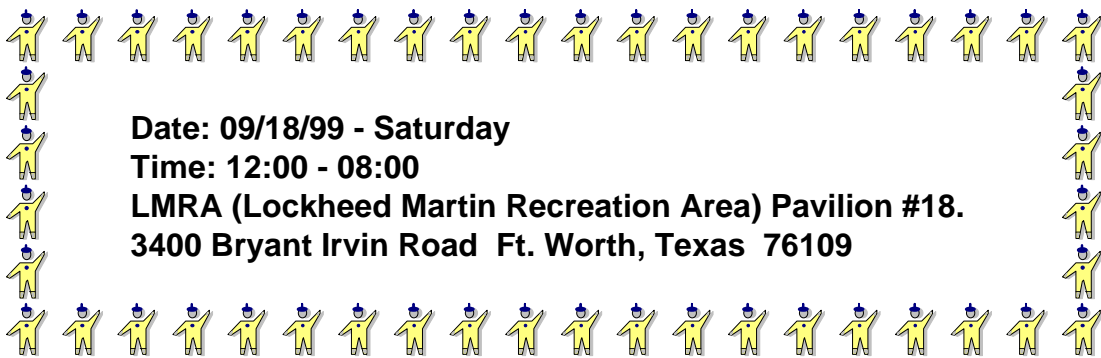 Date: 09/18/99 - Saturday
Time: 12:00 - 08:00
LMRA (Lockheed Martin Recreation Area) Pavilion #18.
3400 Bryant Irvin Road  Ft. Worth, Texas  76109